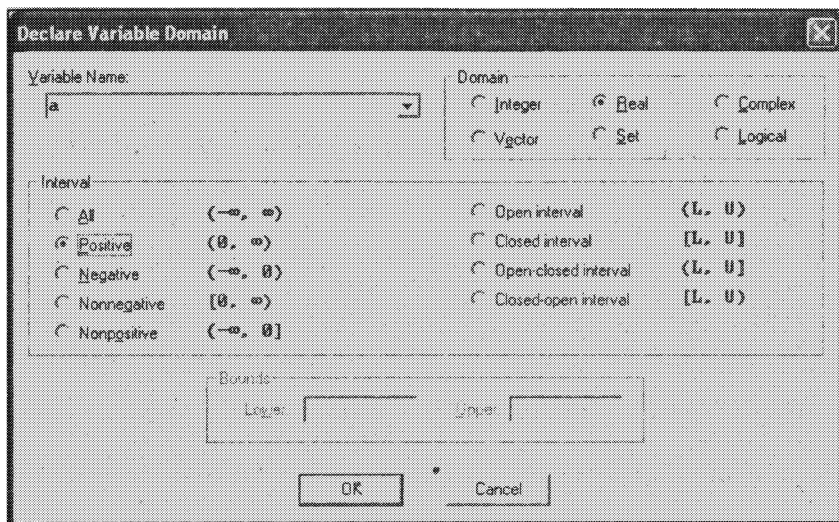 Declare Variable Domain
Variable Name:
a
Domain
Integer Real Complex
Vector Set Logical
Interval
All (-∞, ∞)
Positive (0, ∞)
Negative (-∞, 0)
Nonnegative [0, ∞)
Nonpositive (-∞, 0]
Open interval (L, U)
Closed interval [L, U]
Open-closed interval (L, U]
Closed-open interval [L, U)
Bounds
Lower Upper
OK Cancel